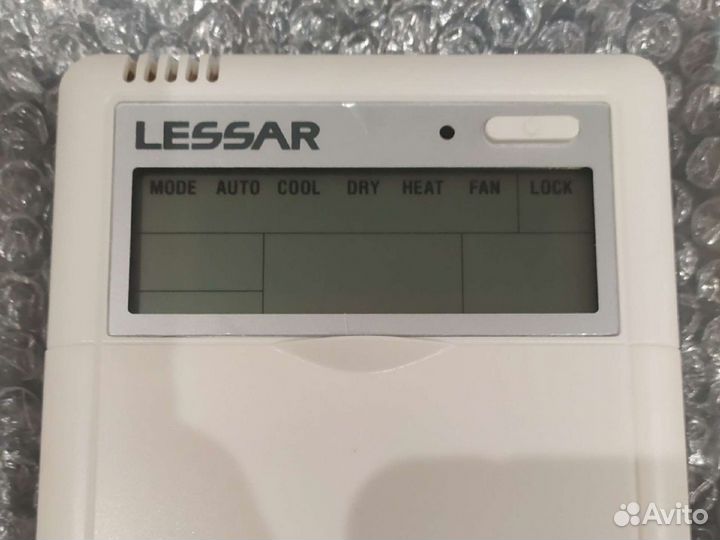 LESSAR
MODE AUTO COOL DRY HEAT FAN LOCK
Avito